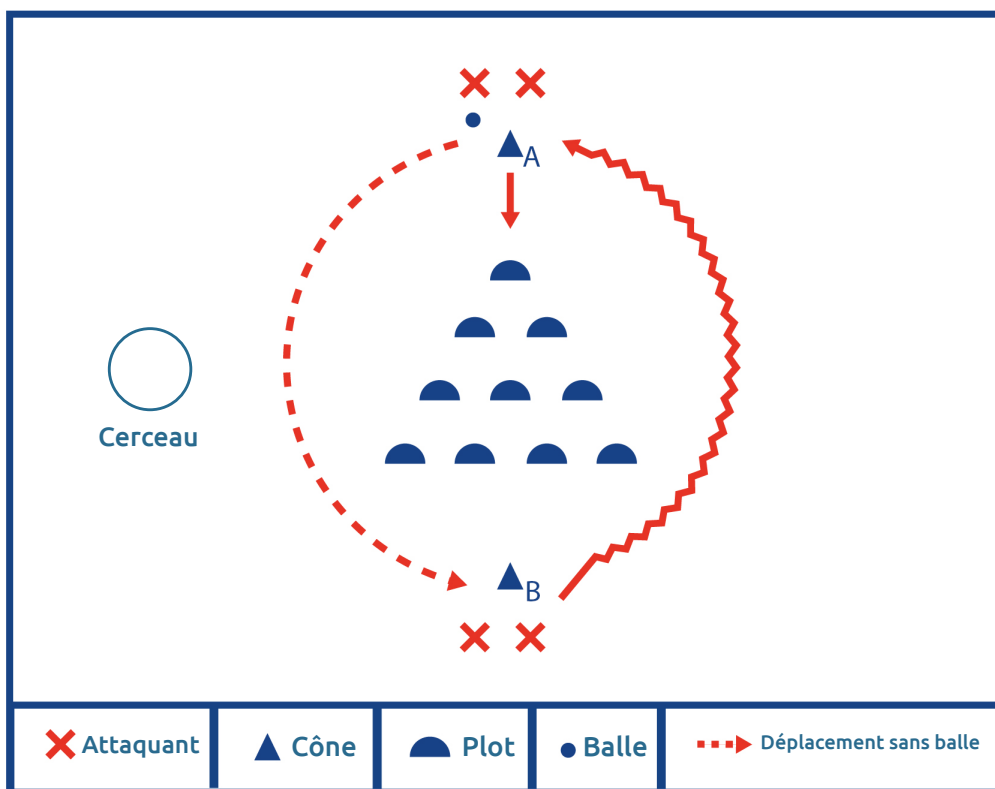 A
Cerceau
B
Attaquant
Cône
Plot
Balle
Déplacement sans balle